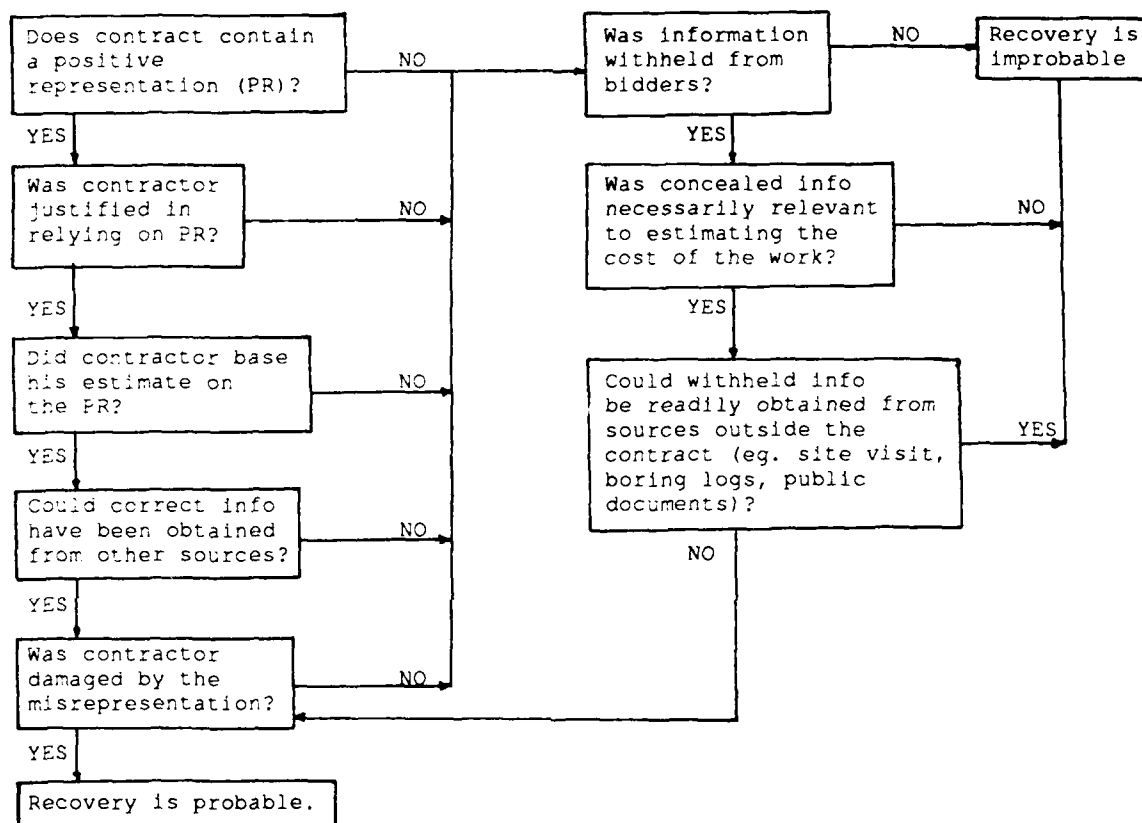 Does contract contain
a positive
representation (PR)?
NO
YES
Was contractor
justified in
relying on PR?
NO
YES
Did contractor base
his estimate on
the PR?
NO
YES
Could correct info
have been obtained
from other sources?
NO
YES
Was contractor
damaged by the
misrepresentation?
NO
YES
Recovery is probable.
Was information
withheld from
bidders?
NO
YES
Recovery is
improbable
Was concealed info
necessarily relevant
to estimating the
cost of the work?
NO
YES
Could withheld info
be readily obtained from
sources outside the
contract (eg. site visit,
boring logs, public
documents)?
YES
NO